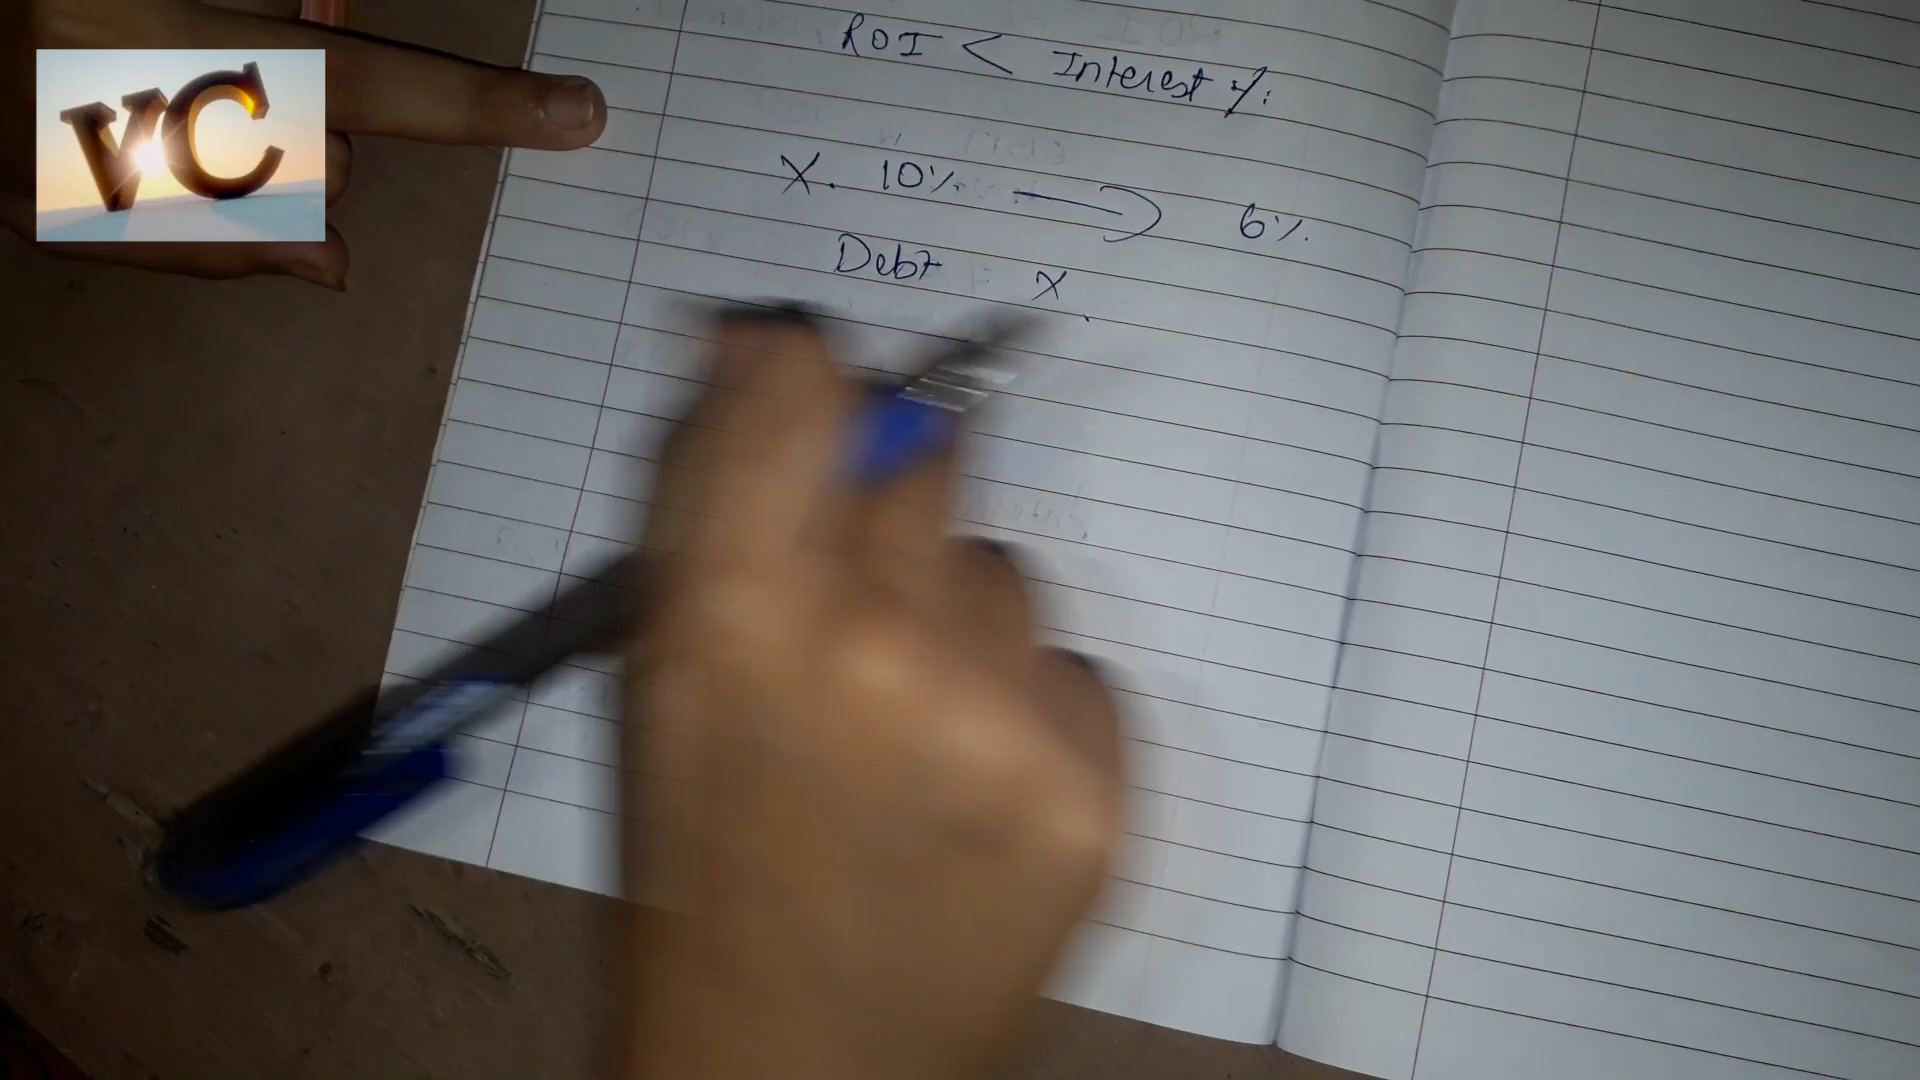 VC
ROI < Interest %
X. 10% → 6%
Debt X